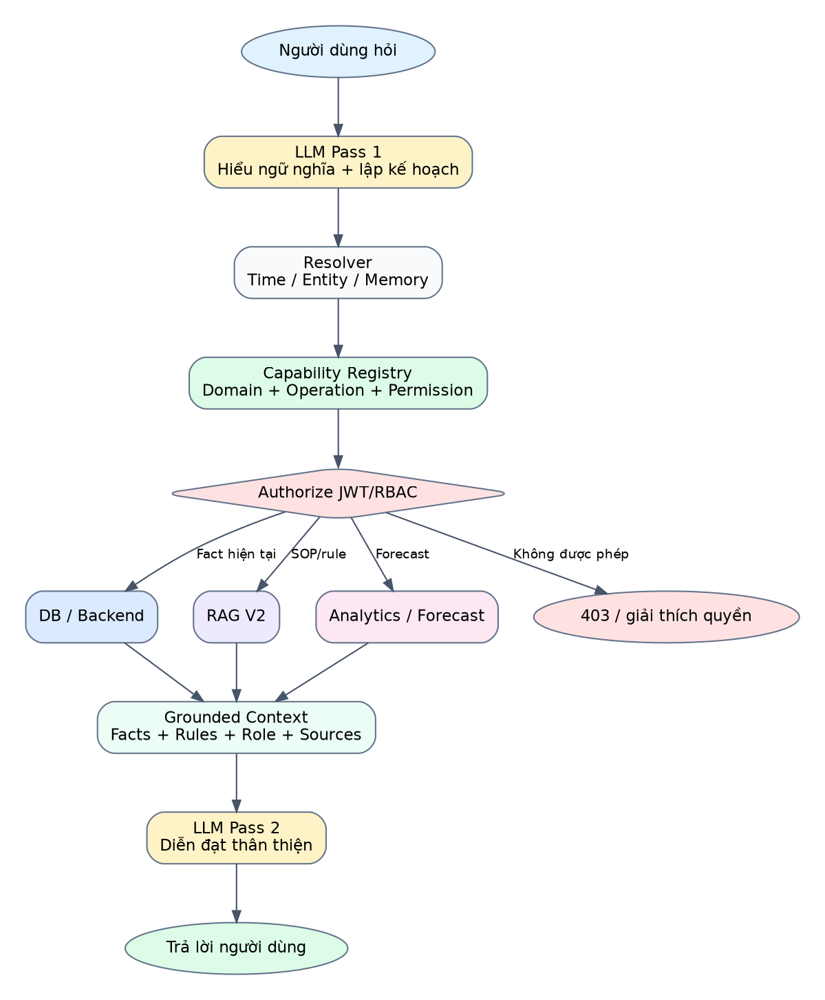 Người dùng hỏi
LLM Pass 1
Hiểu ngữ nghĩa + lập kế hoạch
Resolver
Time / Entity / Memory
Capability Registry
Domain + Operation + Permission
Authorize JWT/RBAC
Fact hiện tại
SOP/rule
Forecast
Không được phép
DB / Backend
RAG V2
Analytics / Forecast
403 / giải thích quyền
Grounded Context
Facts + Rules + Role + Sources
LLM Pass 2
Diễn đạt thân thiện
Trả lời người dùng